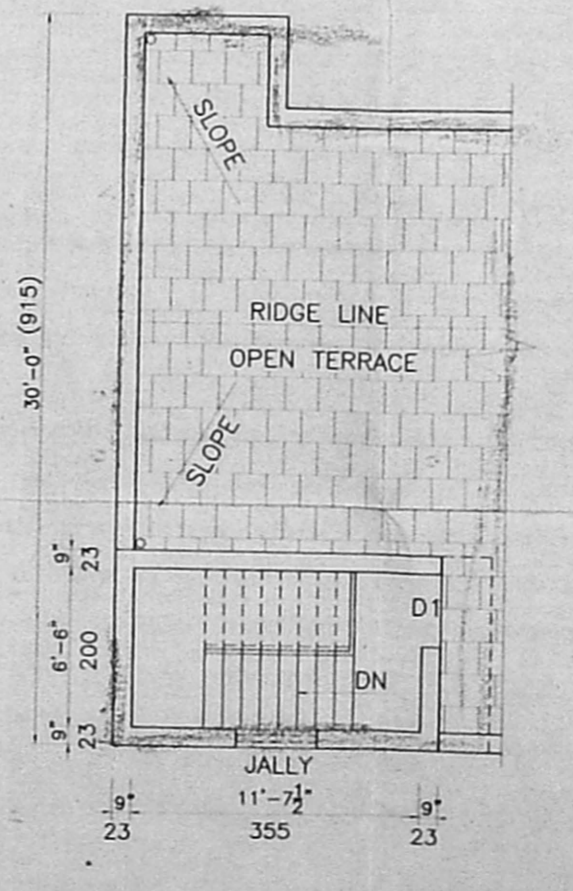 SLOPE
30'-0" (915)
RIDGE LINE
OPEN TERRACE
SLOPE
9"
23
6'-6"
200
D1
DN
9"
23
JALLY
9"
11'-7½"
9"
23
355
23